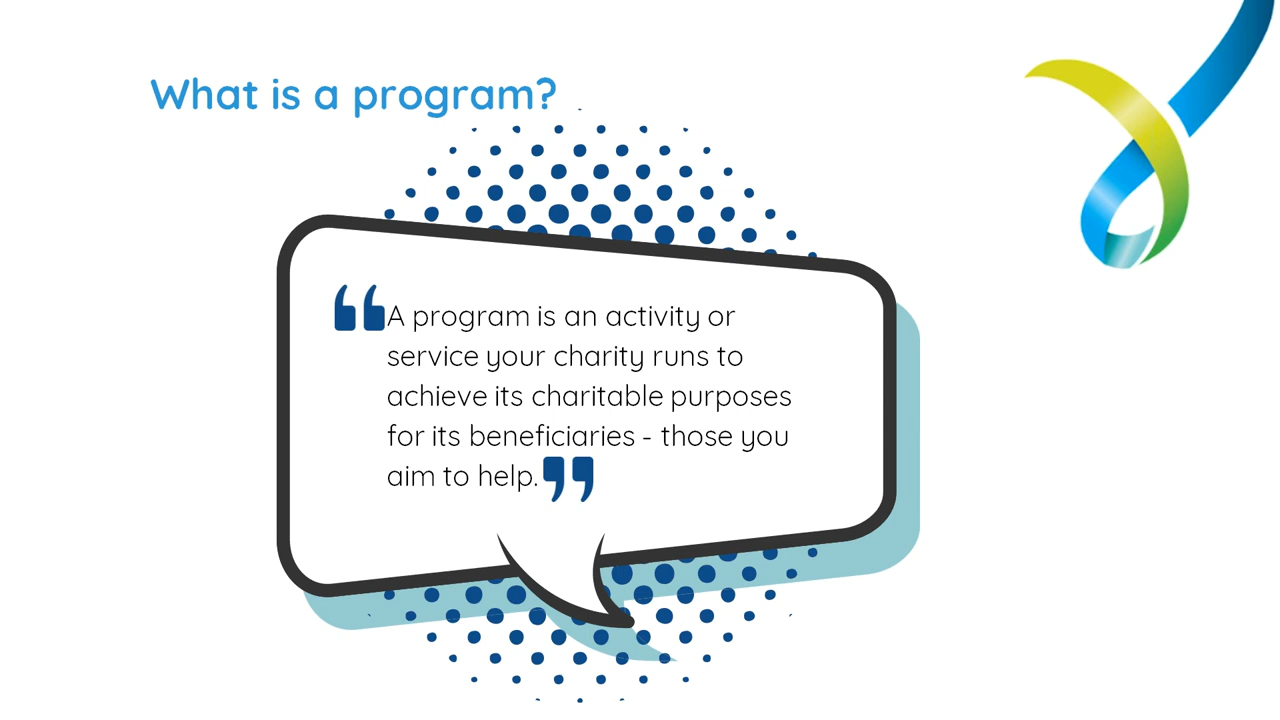 What is a program?
“A program is an activity or
service your charity runs to
achieve its charitable purposes
for its beneficiaries - those you
aim to help.”